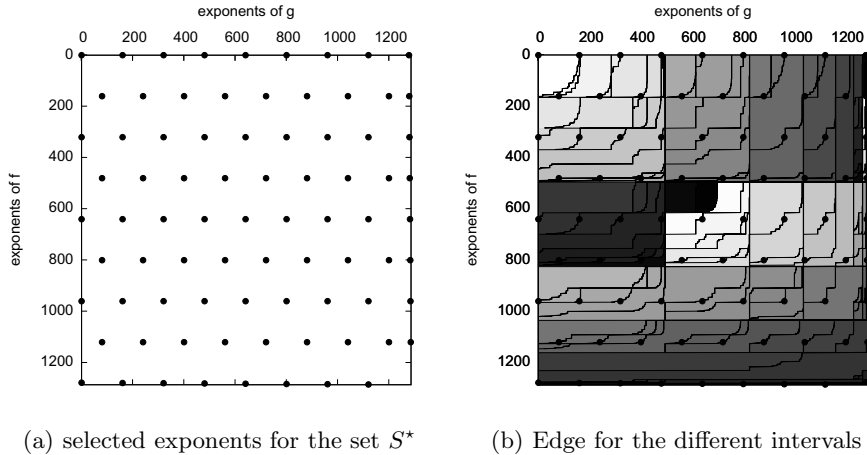 exponents of g
0 200 400 600 800 1000 1200
exponents of f
0
200
400
600
800
1000
1200
(a) selected exponents for the set S⋆
exponents of g
0 200 400 600 800 1000 1200
exponents of f
0
200
400
600
800
1000
1200
(b) Edge for the different intervals